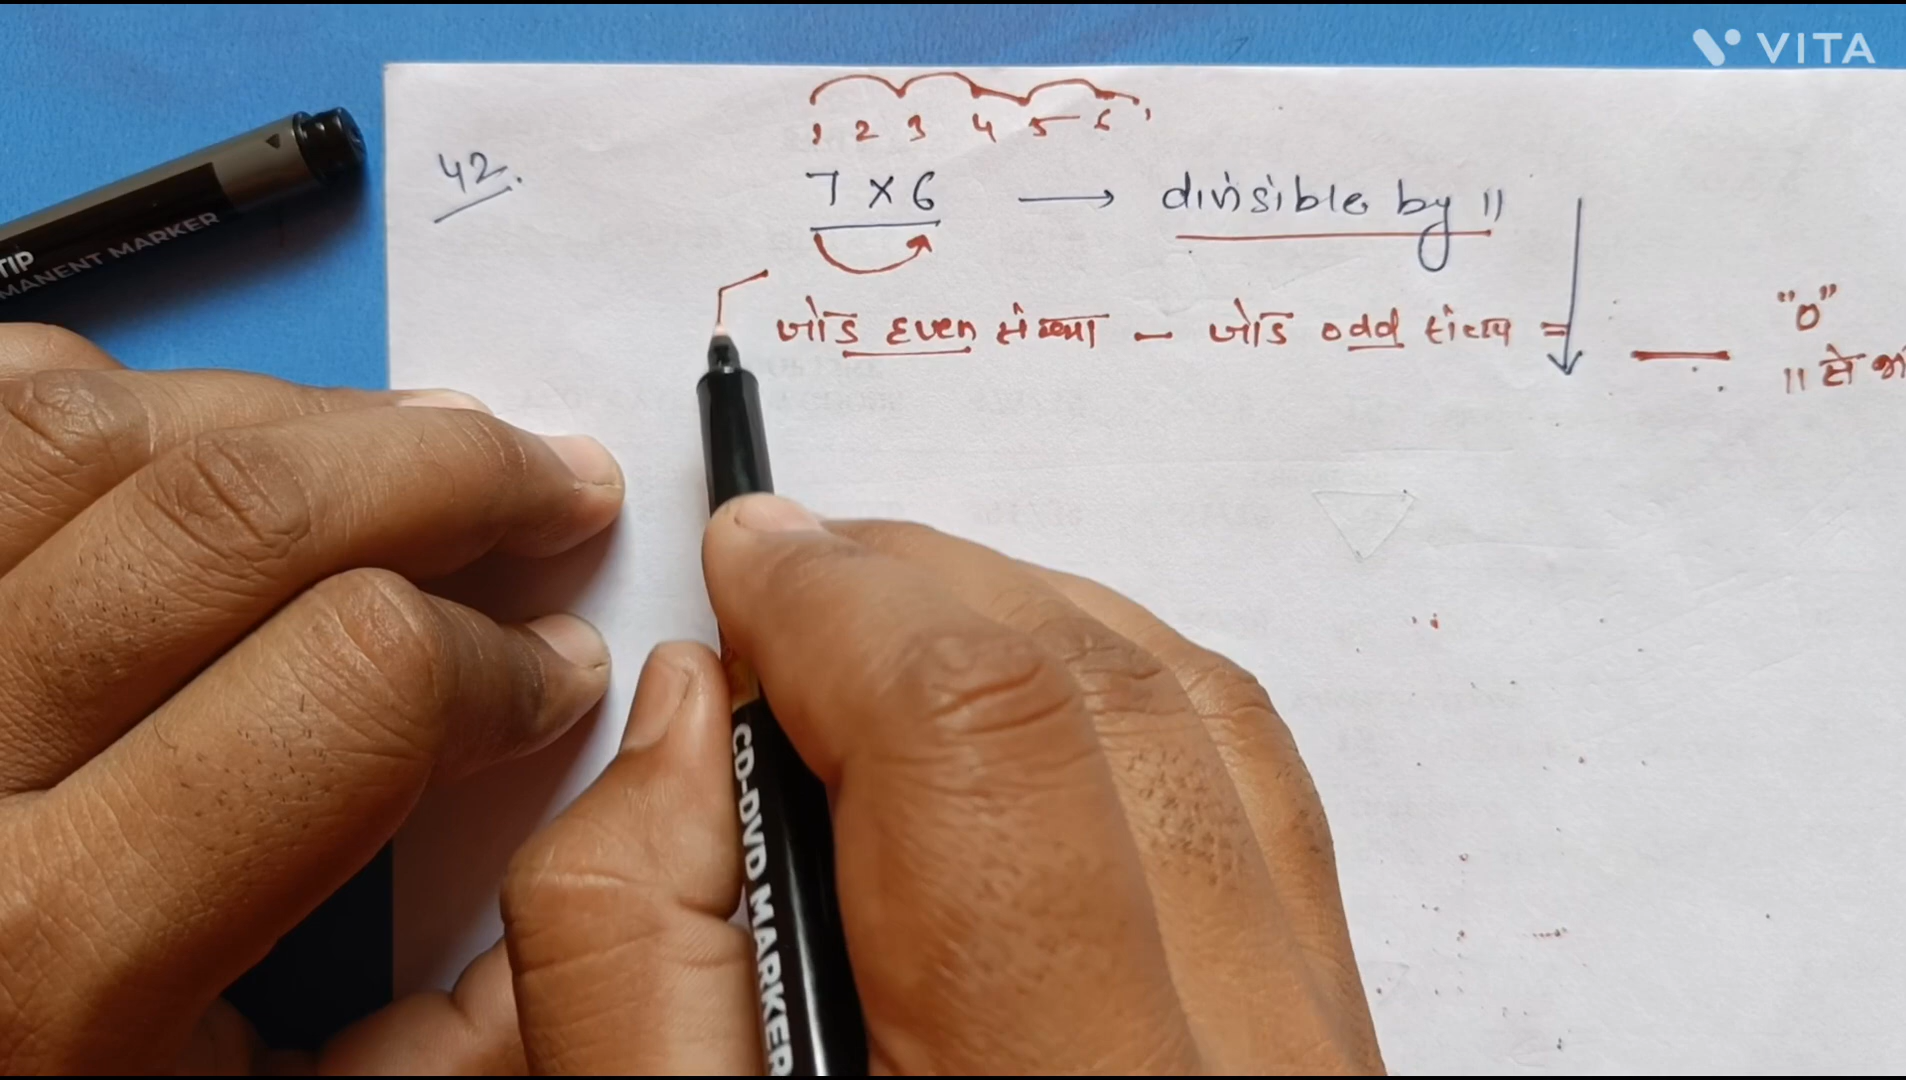 VITA
1 2 3 4 5 6
42.
7 × 6 → divisible by 11
जोड़ even संख्या - जोड़ odd संख्या =
"0"
11 से
TIP
MANENT MARKER
CD-DVD MARKER